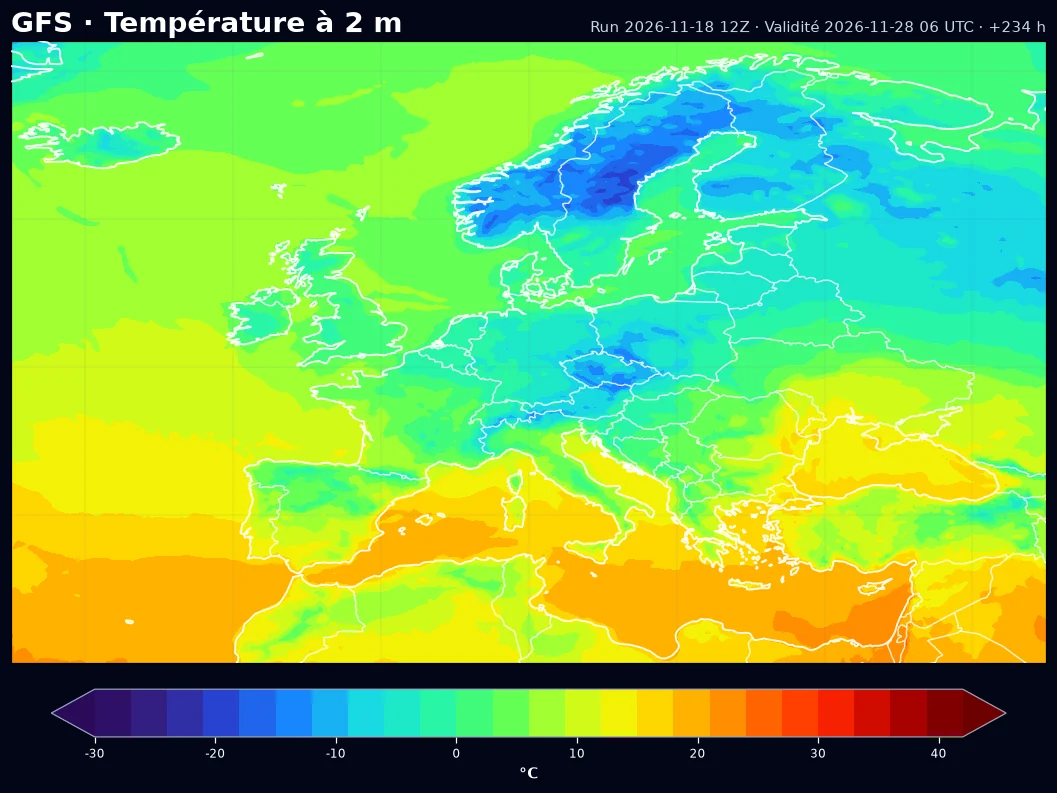 GFS · Température à 2 m
Run 2026-11-18 12Z · Validité 2026-11-28 06 UTC · +234 h
-30 -20 -10 0 10 20 30 40
°C